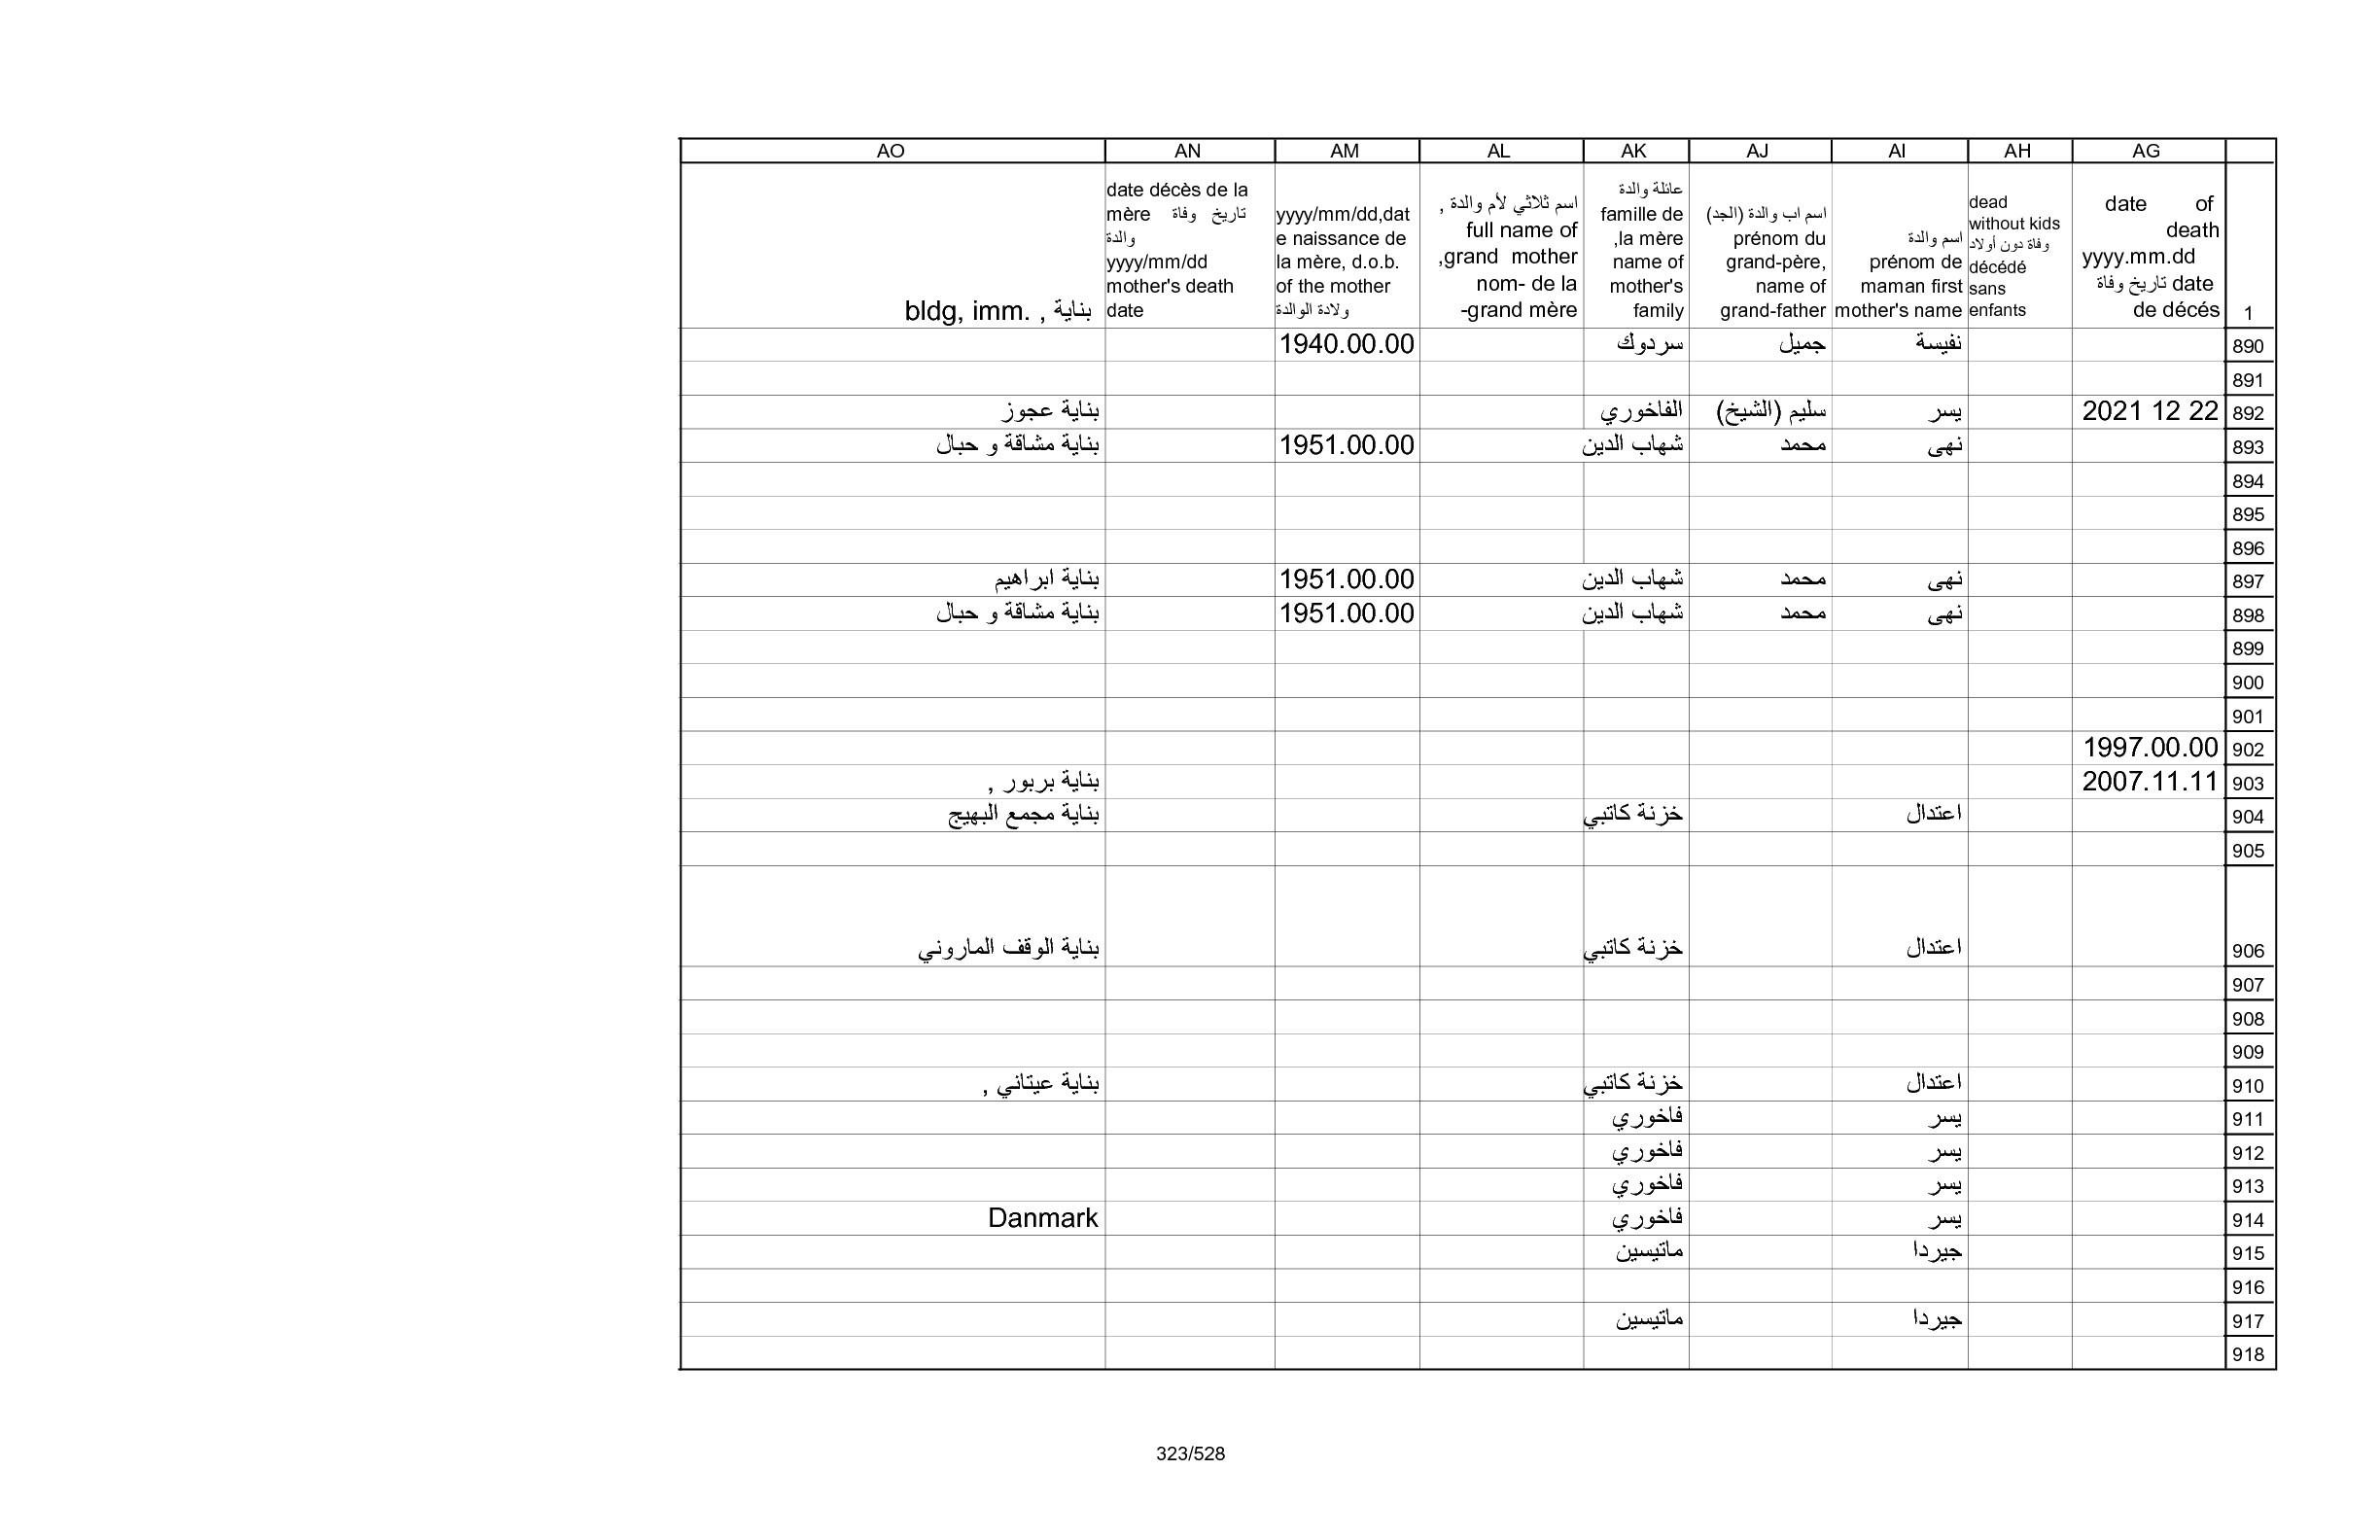 AG AH AI AJ AK AL AM AN AO
1
date of death yyyy.mm.dd تاريخ وفاة date de décés
dead without kids وفاة دون أولاد décédé sans enfants
اسم والدة prénom de maman first mother's name
اسم اب والدة (الجد) prénom du grand-père, name of grand-father
عائلة والدة famille de la mère, name of mother's family
اسم ثلاثي لأم والدة , full name of grand mother, nom- de la grand mère-
yyyy/mm/dd,date naissance de la mère, d.o.b. of the mother ولادة الوالدة
date décès de la mère تاريخ وفاة والدة yyyy/mm/dd mother's death date
بناية , bldg, imm.
890 نفيسة جميل سردوك 1940.00.00
891
892 2021 12 22 يسر سليم (الشيخ) الفاخوري بناية عجوز
893 نهى محمد شهاب الدين 1951.00.00 بناية مشاقة و حبال
894
895
896
897 نهى محمد شهاب الدين 1951.00.00 بناية ابراهيم
898 نهى محمد شهاب الدين 1951.00.00 بناية مشاقة و حبال
899
900
901
902 1997.00.00
903 2007.11.11 بناية بربور ,
904 اعتدال خزنة كاتبي بناية مجمع البهيج
905
906 اعتدال خزنة كاتبي بناية الوقف الماروني
907
908
909
910 اعتدال خزنة كاتبي بناية عيتاني ,
911 يسر فاخوري
912 يسر فاخوري
913 يسر فاخوري
914 يسر فاخوري Danmark
915 جيردا ماتيسين
916
917 جيردا ماتيسين
918
323/528